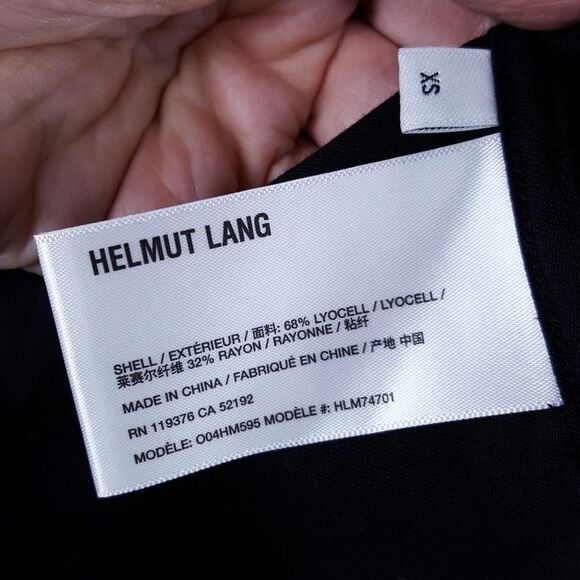 XS
HELMUT LANG
SHELL / EXTÉRIEUR / 面料: 68% LYOCELL / LYOCELL /
莱赛尔纤维 32% RAYON / RAYONNE / 粘纤
MADE IN CHINA / FABRIQUÉ EN CHINE / 产地 中国
RN 119376 CA 52192
MODÈLE: O04HM595 MODÈLE #: HLM74701